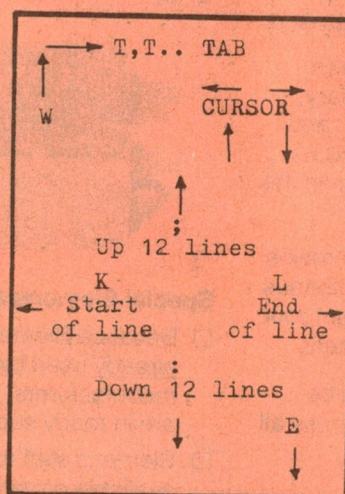 T,T.. TAB
W
CURSOR
;
Up 12 lines
K L
Start End
of line of line
:
Down 12 lines
E